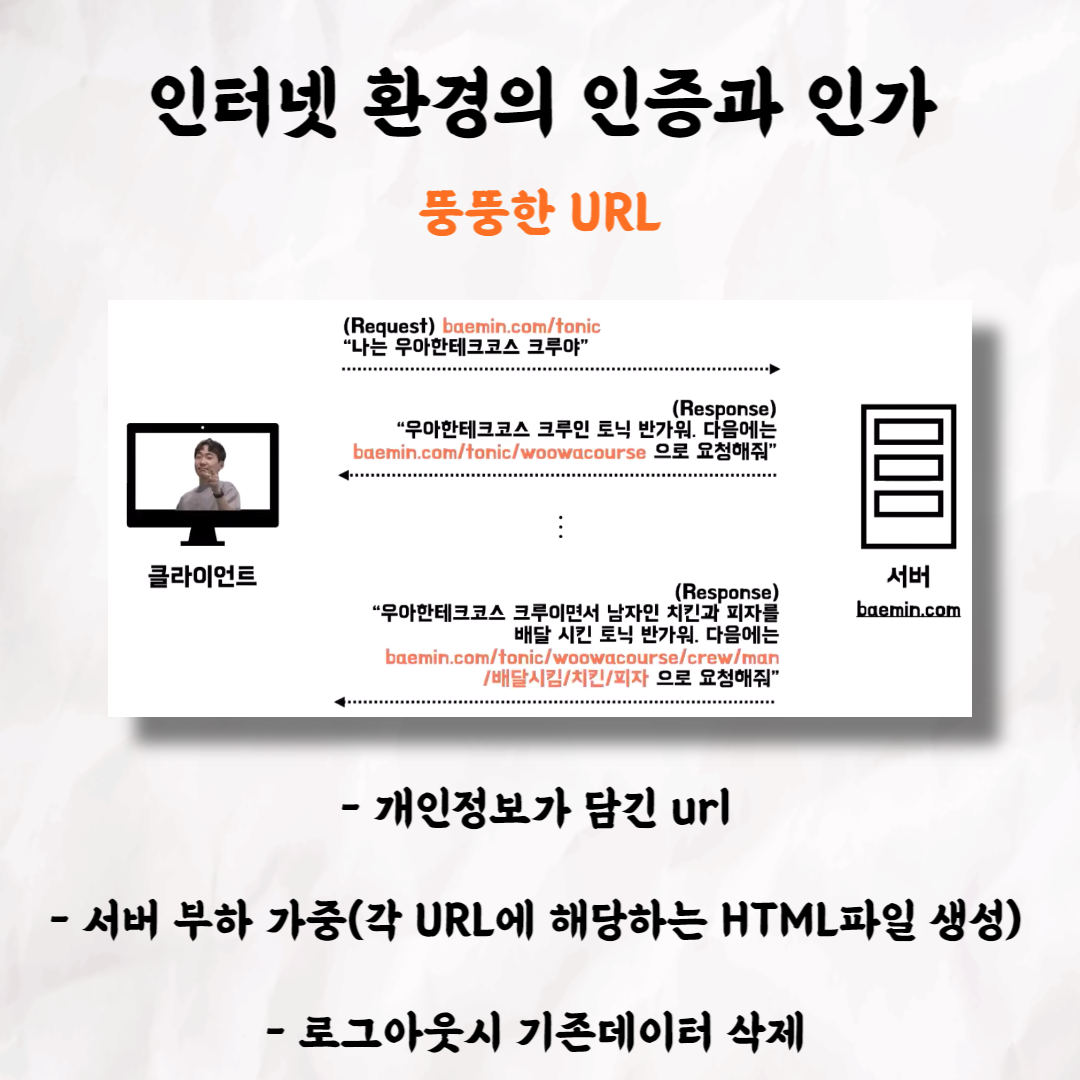 인터넷 환경의 인증과 인가
뚱뚱한 URL
(Request) baemin.com/tonic
“나는 우아한테크코스 크루야”
(Response)
“우아한테크코스 크루인 토닉 반가워. 다음에는
baemin.com/tonic/woowacourse 으로 요청해줘”
클라이언트
서버
baemin.com
(Response)
“우아한테크코스 크루이면서 남자인 치킨과 피자를
배달 시킨 토닉 반가워. 다음에는
baemin.com/tonic/woowacourse/crew/man
/배달시킴/치킨/피자 으로 요청해줘”
- 개인정보가 담긴 url
- 서버 부하 가중(각 URL에 해당하는 HTML파일 생성)
- 로그아웃시 기존데이터 삭제